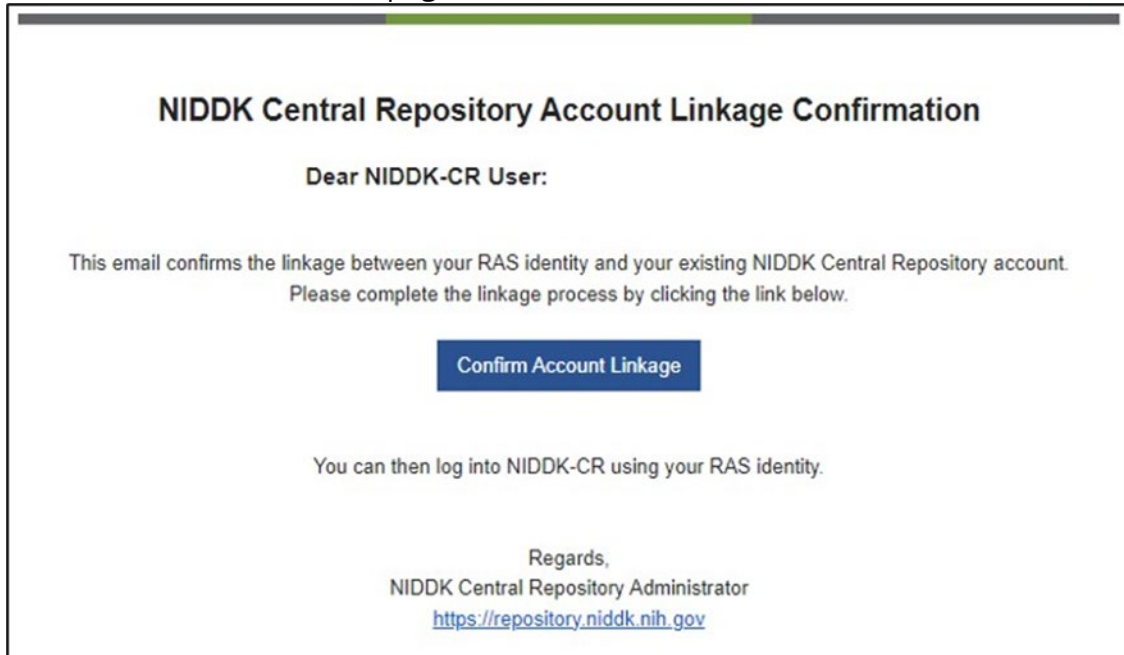 NIDDK Central Repository Account Linkage Confirmation
Dear NIDDK-CR User:
This email confirms the linkage between your RAS identity and your existing NIDDK Central Repository account.
Please complete the linkage process by clicking the link below.
Confirm Account Linkage
You can then log into NIDDK-CR using your RAS identity.
Regards,
NIDDK Central Repository Administrator
https://repository.niddk.nih.gov